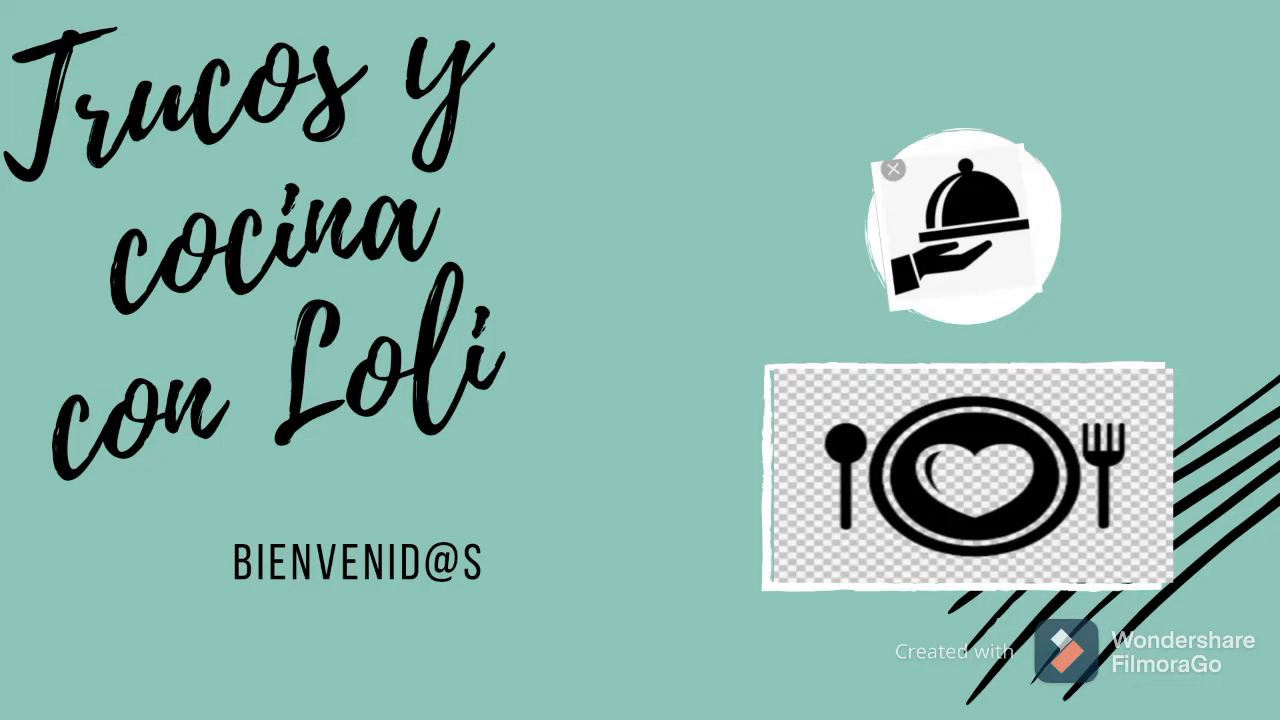 Trucos y
cocina
con Loli
BIENVENID@S
Created with
Wondershare
FilmoraGo